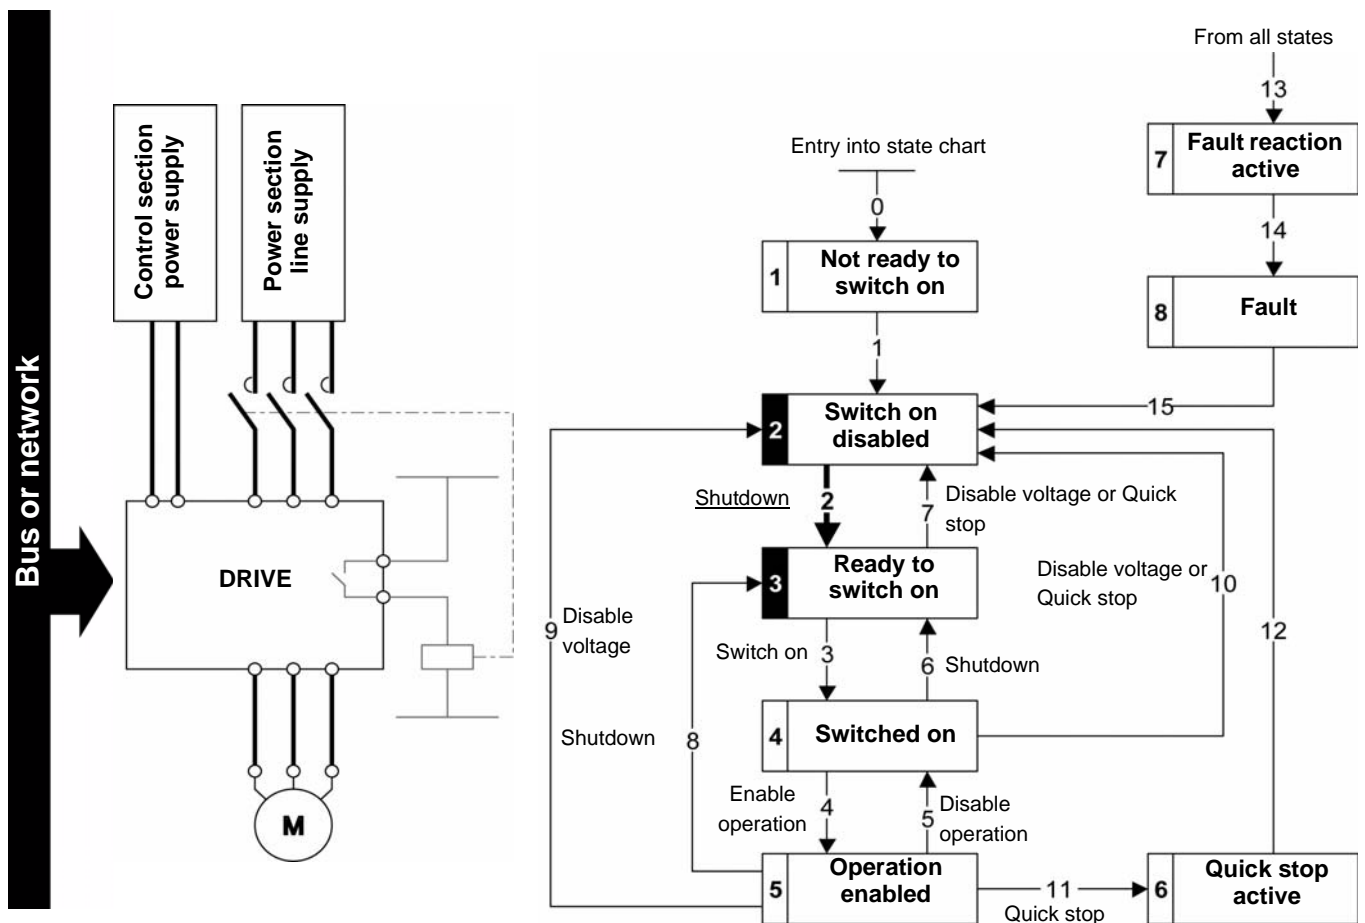 Bus or network
Control section
power supply
Power section
line supply
DRIVE
M
From all states
13
7
Fault reaction
active
14
8
Fault
15
Entry into state chart
0
1
Not ready to
switch on
1
2
Switch on
disabled
Shutdown
2
7
Disable voltage or Quick
stop
3
Ready to
switch on
Disable voltage or
Quick stop
10
12
9
Disable
voltage
Switch on
3
6
Shutdown
4
Switched on
Shutdown
8
Enable
operation
4
5
Disable
operation
5
Operation
enabled
11
Quick stop
6
Quick stop
active